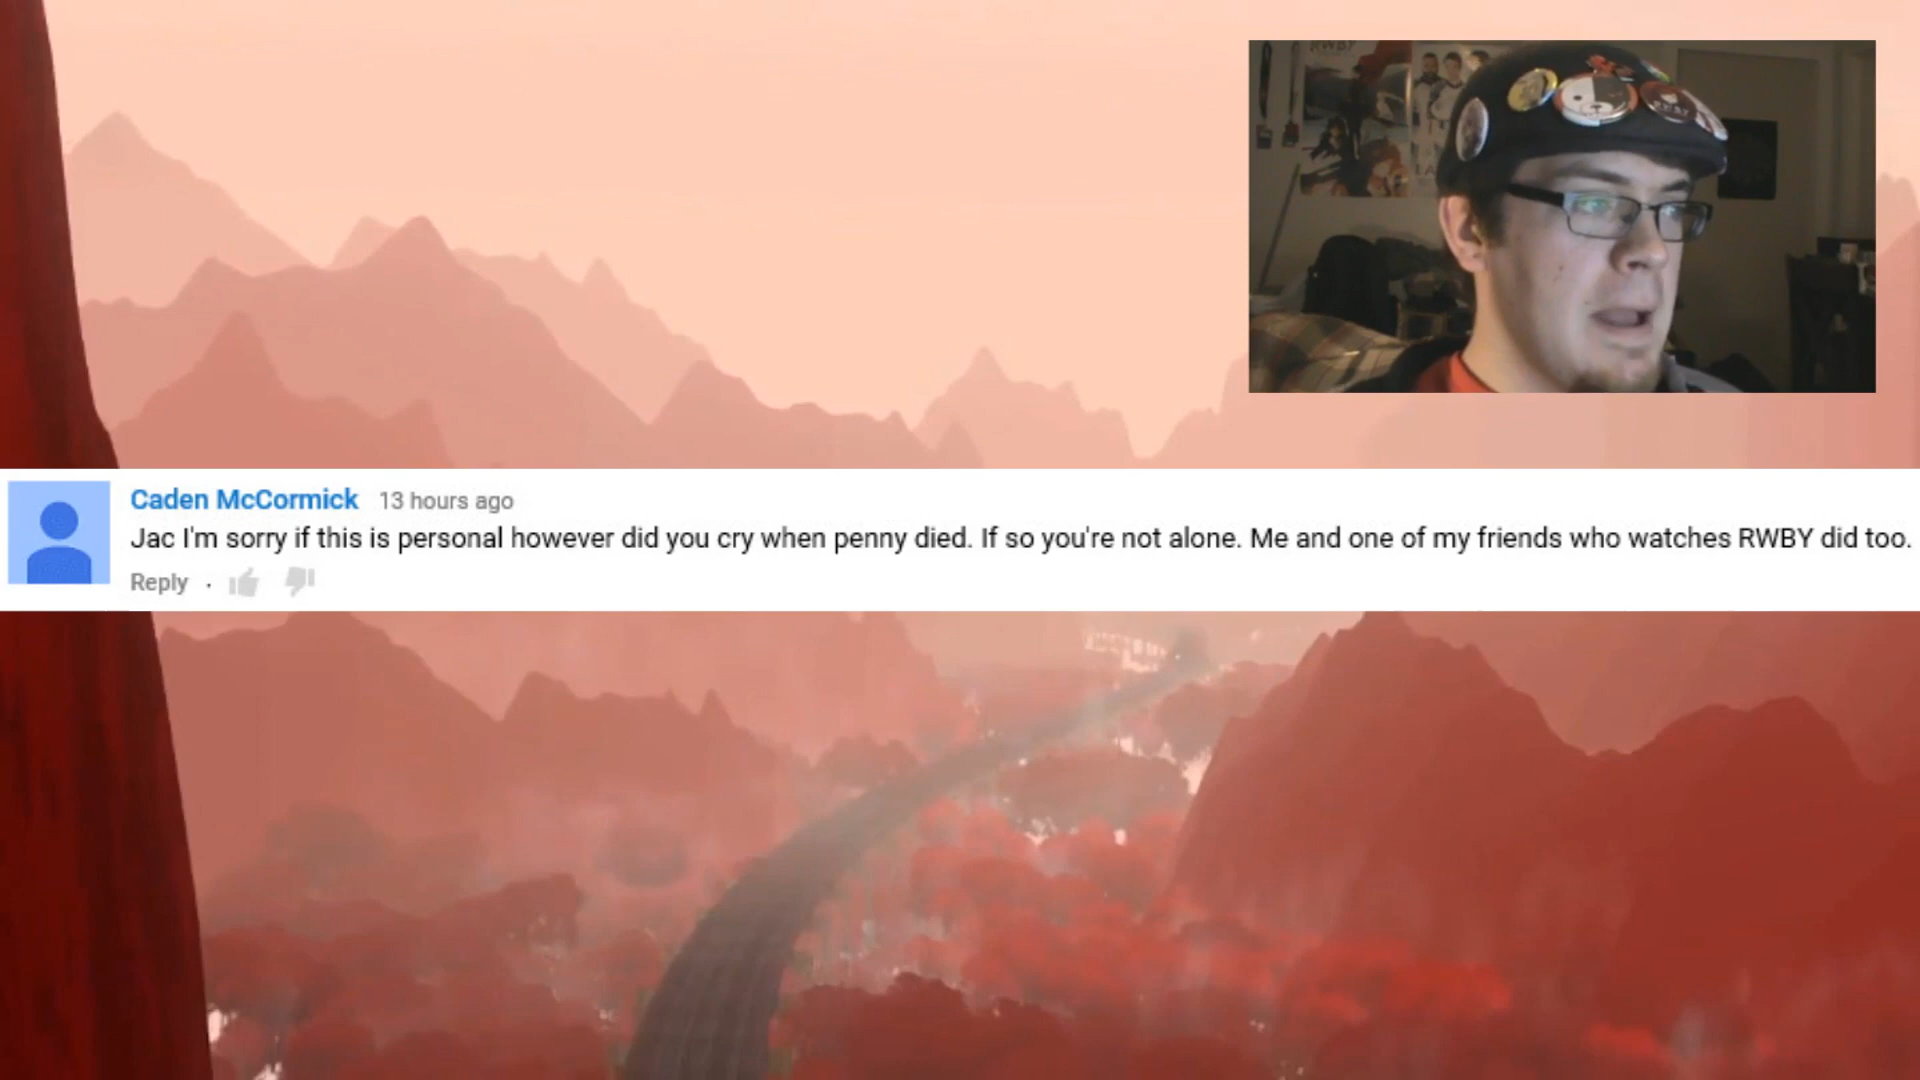 RWBY
Caden McCormick 13 hours ago
Jac I'm sorry if this is personal however did you cry when penny died. If so you're not alone. Me and one of my friends who watches RWBY did too.
Reply ·